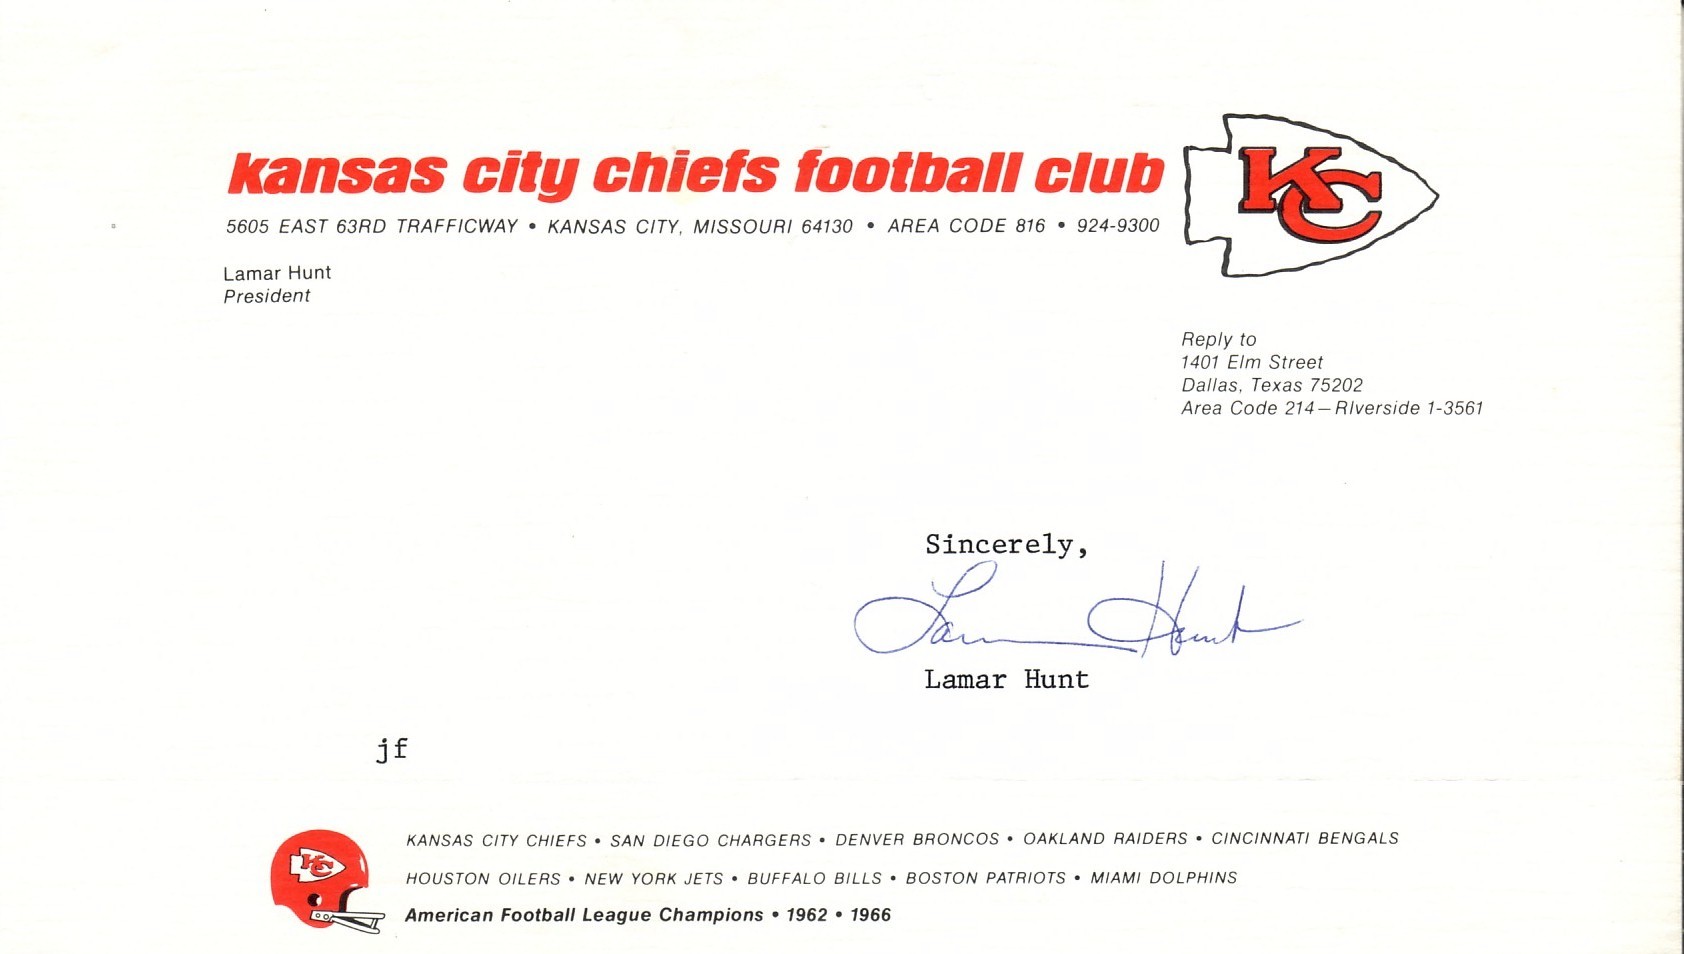 kansas city chiefs football club
KC
5605 EAST 63RD TRAFFICWAY • KANSAS CITY, MISSOURI 64130 • AREA CODE 816 • 924-9300
Lamar Hunt
President
Reply to
1401 Elm Street
Dallas, Texas 75202
Area Code 214—RIverside 1-3561
Sincerely,
Lamar Hunt
Lamar Hunt
jf
KC
KANSAS CITY CHIEFS • SAN DIEGO CHARGERS • DENVER BRONCOS • OAKLAND RAIDERS • CINCINNATI BENGALS
HOUSTON OILERS • NEW YORK JETS • BUFFALO BILLS • BOSTON PATRIOTS • MIAMI DOLPHINS
American Football League Champions • 1962 • 1966